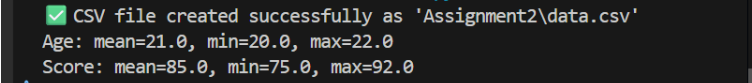 ✅ CSV file created successfully as 'Assignment2\data.csv'
Age: mean=21.0, min=20.0, max=22.0
Score: mean=85.0, min=75.0, max=92.0